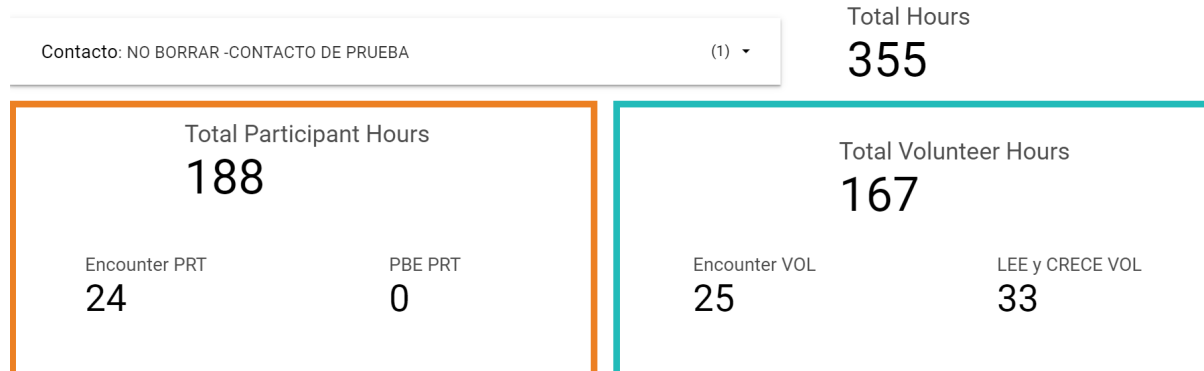 Total Hours
355
Contacto: NO BORRAR -CONTACTO DE PRUEBA (1)
Total Participant Hours
188
Encounter PRT
24
PBE PRT
0
Total Volunteer Hours
167
Encounter VOL
25
LEE y CRECE VOL
33